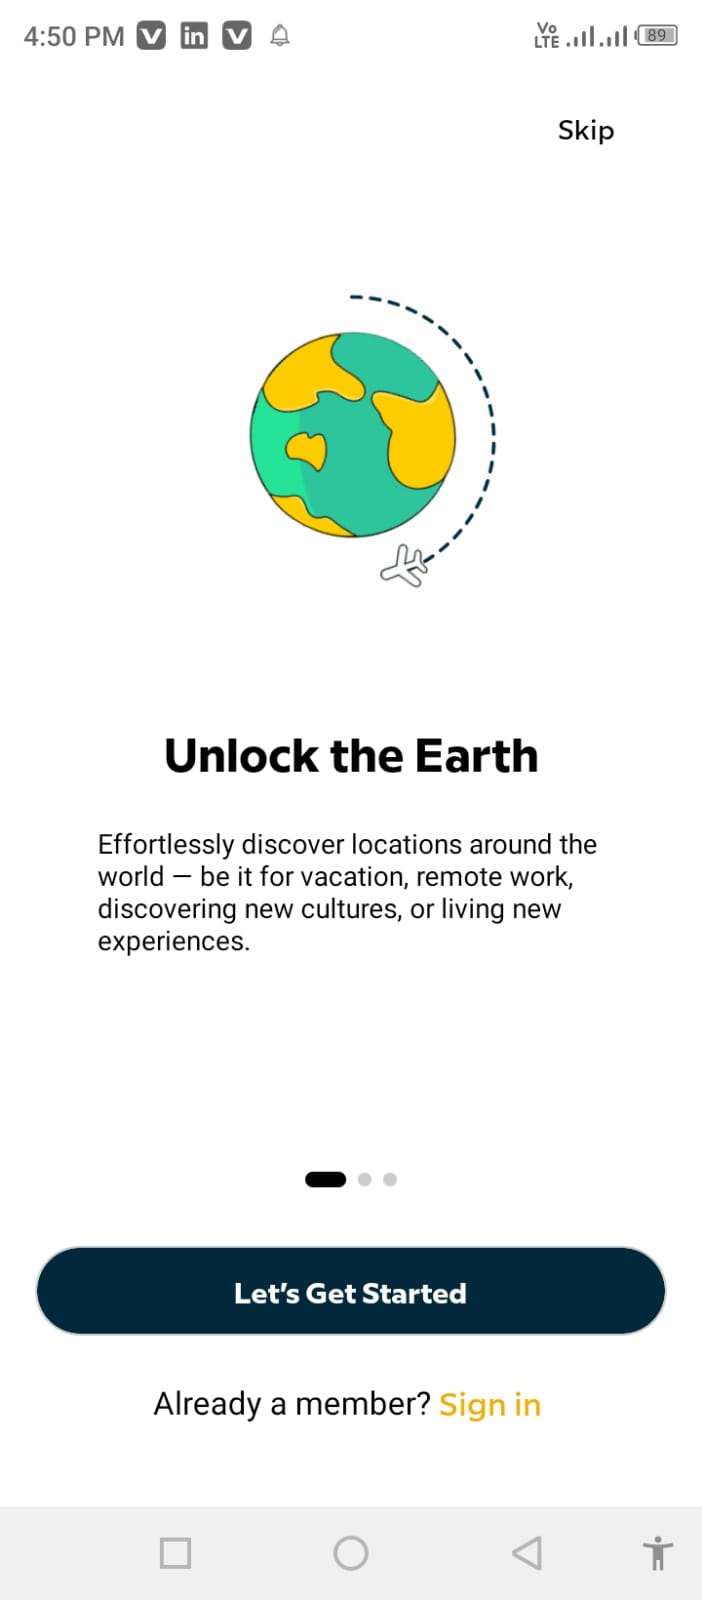 4:50 PM
in
Vo
LTE
89
Skip
Unlock the Earth
Effortlessly discover locations around the
world — be it for vacation, remote work,
discovering new cultures, or living new
experiences.
Let's Get Started
Already a member? Sign in